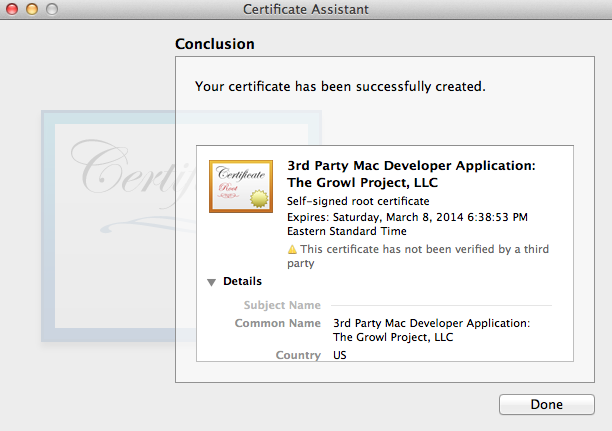 Certificate Assistant
Conclusion
Your certificate has been successfully created.
Certificate
Root
3rd Party Mac Developer Application:
The Growl Project, LLC
Self-signed root certificate
Expires: Saturday, March 8, 2014 6:38:53 PM
Eastern Standard Time
This certificate has not been verified by a third
party
Details
Subject Name
Common Name 3rd Party Mac Developer Application:
The Growl Project, LLC
Country US
Done